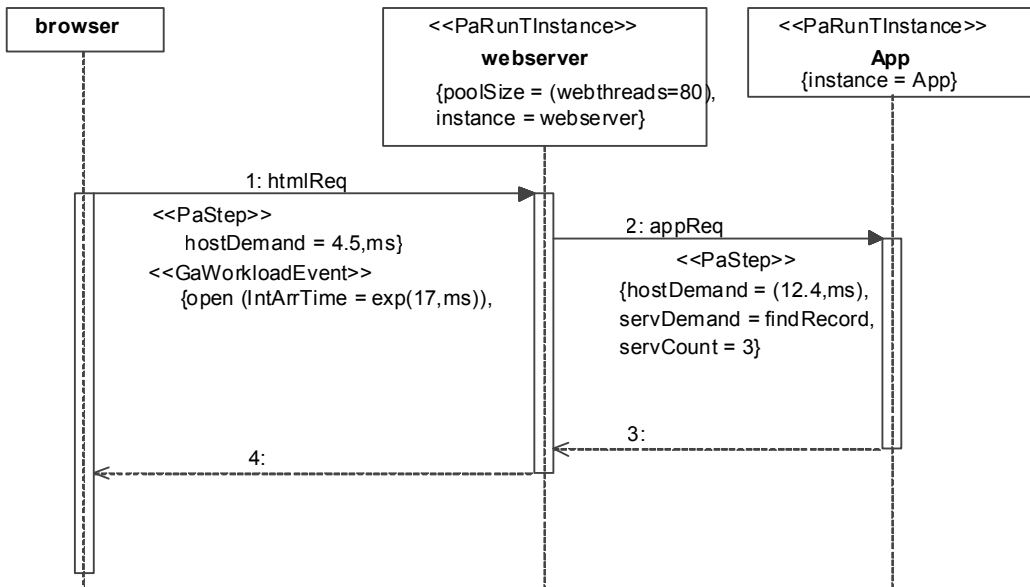 browser
<<PaRunTInstance>>
webserver
{poolSize = (webthreads=80),
instance = webserver}
<<PaRunTInstance>>
App
{instance = App}
1: htmlReq
<<PaStep>>
hostDemand = 4.5,ms}
<<GaWorkloadEvent>>
{open (IntArrTime = exp(17,ms)),
2: appReq
<<PaStep>>
{hostDemand = (12.4,ms),
servDemand = findRecord,
servCount = 3}
3:
4: